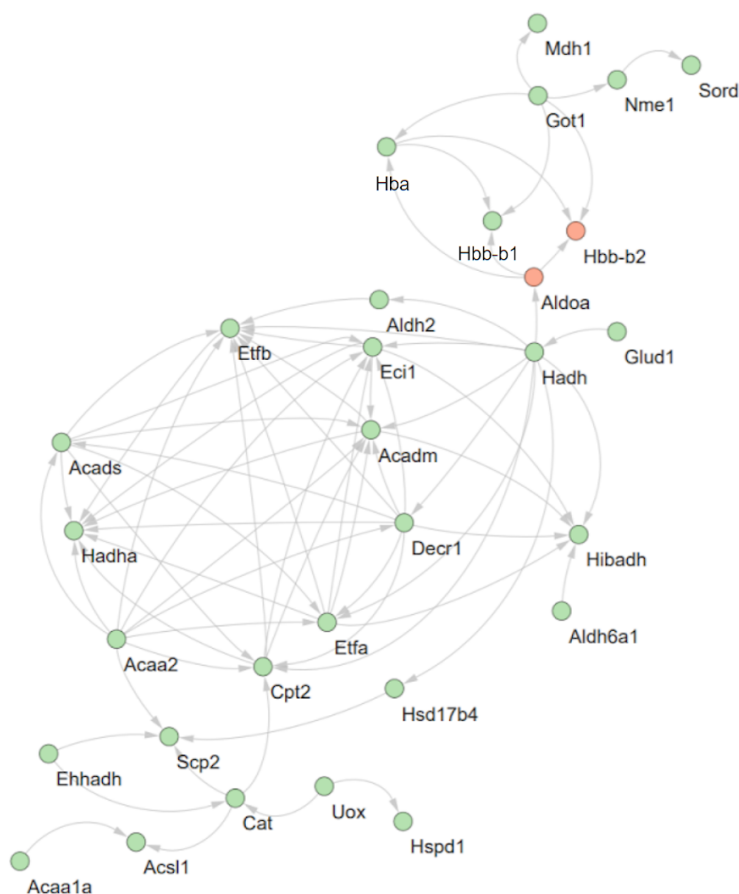 Mdh1
Sord
Nme1
Got1
Hba
Hbb-b1
Hbb-b2
Aldoa
Aldh2
Etfb
Eci1
Hadh
Glud1
Acads
Acadm
Hadha
Decr1
Hibadh
Aldh6a1
Etfa
Acaa2
Cpt2
Hsd17b4
Scp2
Ehhadh
Cat
Uox
Hspd1
Acsl1
Acaa1a